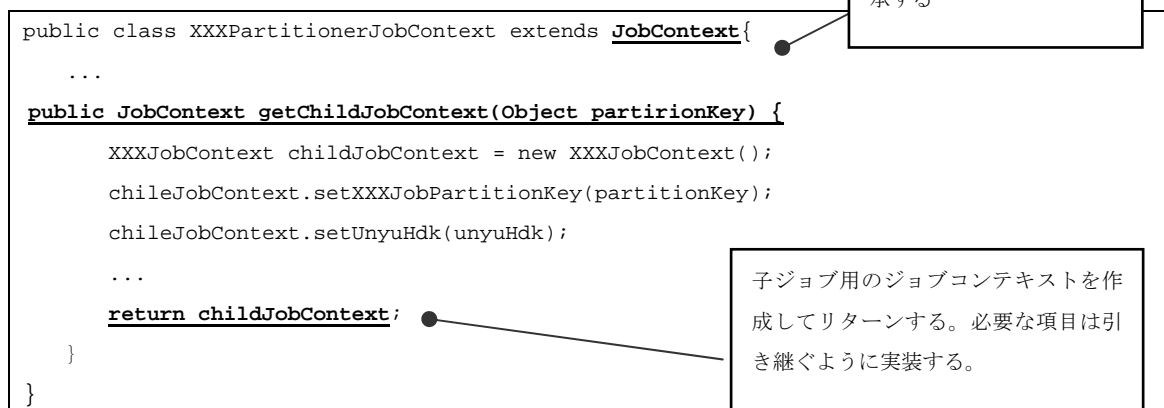 承する
public class XXXPartitionerJobContext extends JobContext{
...
public JobContext getChildJobContext(Object partirionKey) {
XXXJobContext childJobContext = new XXXJobContext();
chileJobContext.setXXXJobPartitionKey(partitionKey);
chileJobContext.setUnyuHdk(unyuHdk);
...
return childJobContext;
}
}
子ジョブ用のジョブコンテキストを作
成してリターンする。必要な項目は引
き継ぐように実装する。